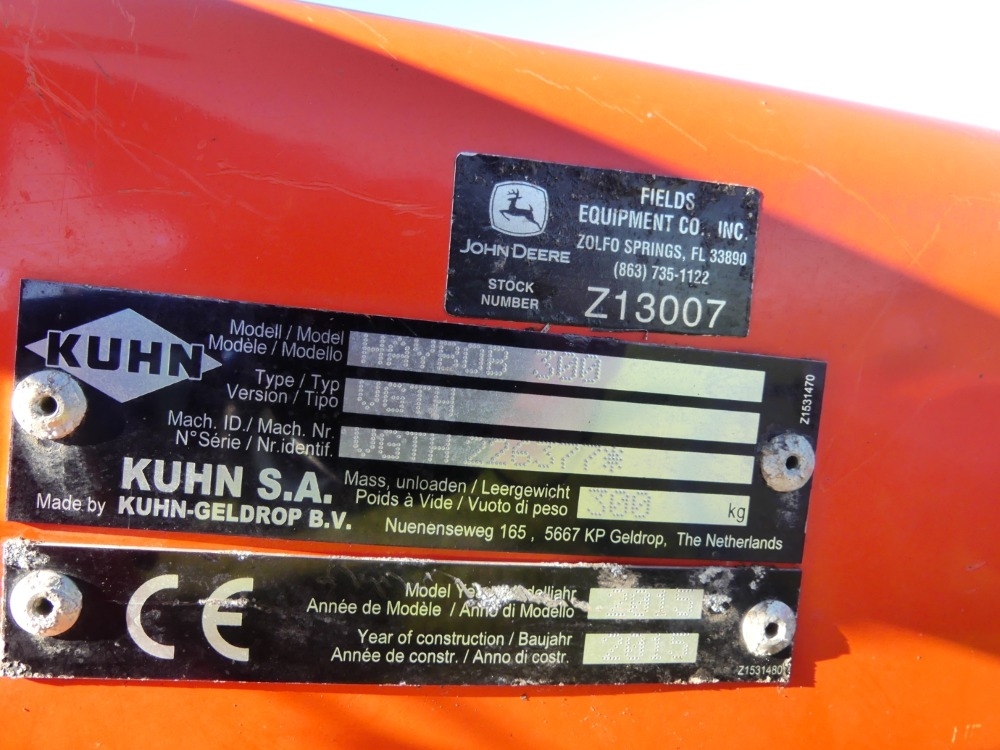 JOHN DEERE
FIELDS
EQUIPMENT CO. INC.
ZOLFO SPRINGS, FL 33890
(863) 735-1122
STOCK
NUMBER
Z13007
KUHN
Modell / Model
Modèle / Modello
HAYBOB 300
Type / Typ
Version / Tipo
Mach. ID./ Mach. Nr.
N° Série / Nr.identif.
KUHN S.A.
Made by KUHN-GELDROP B.V.
Mass, unloaden / Leergewicht
Poids à Vide / Vuoto di peso
300 kg
Nuenenseweg 165 , 5667 KP Geldrop, The Netherlands
Z1531470
CE
Model
Année de Modèle / Anno di Modello
Year of construction / Baujahr
Année de constr. / Anno di costr.
Z1531480